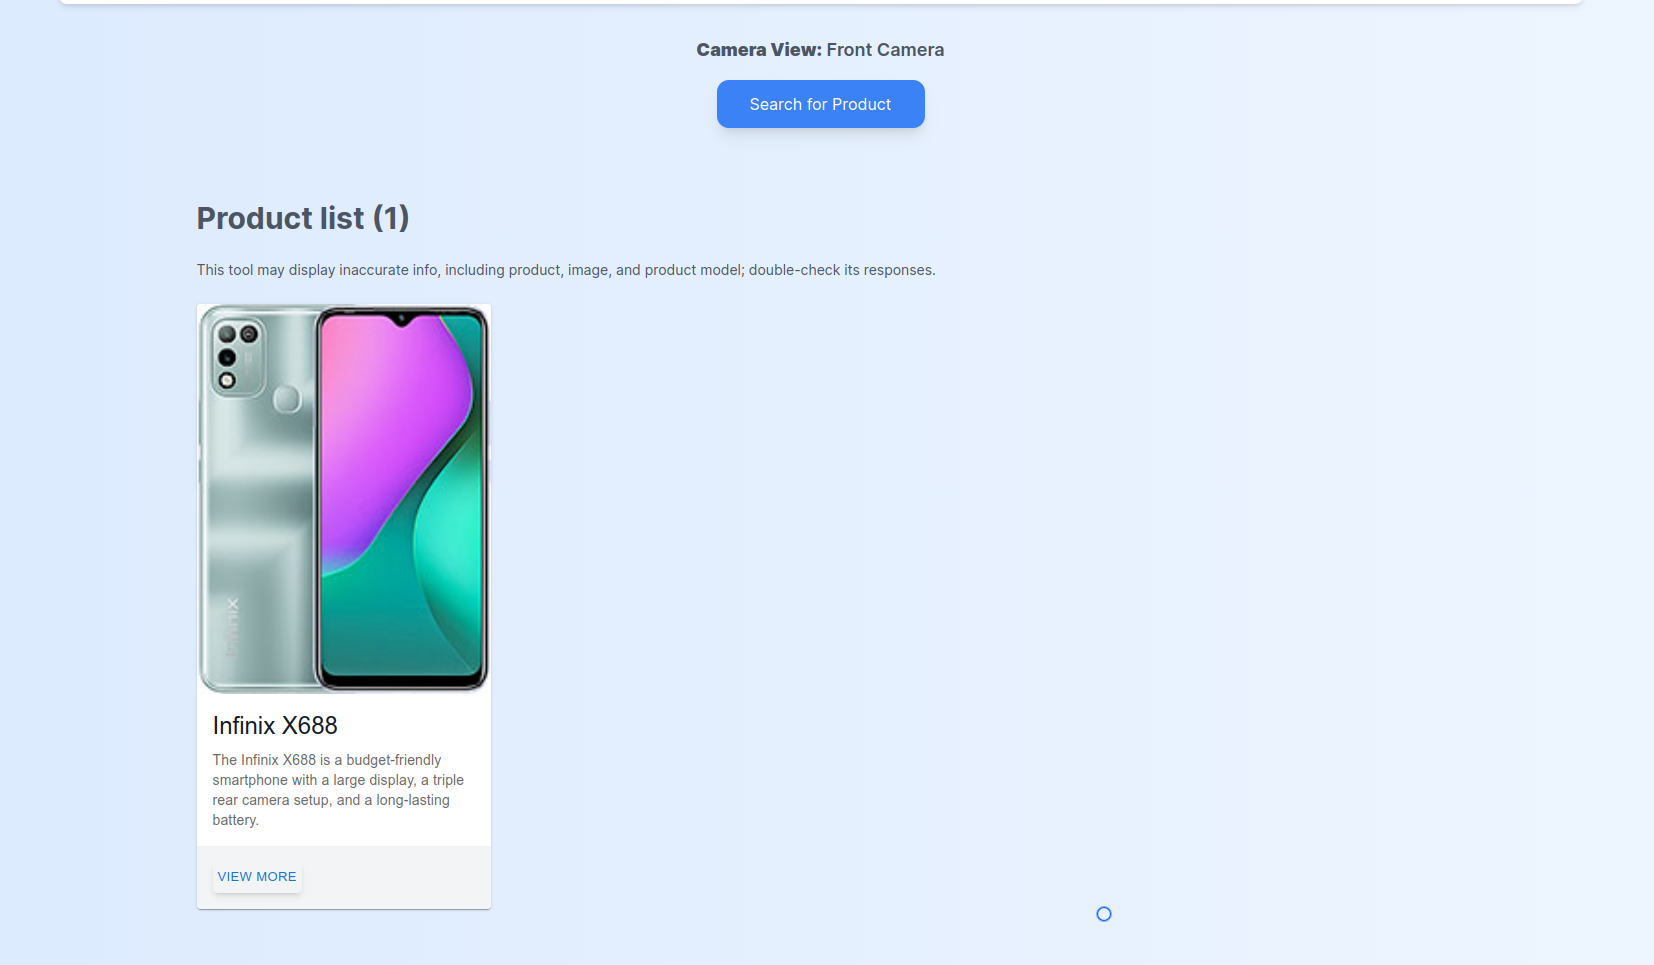 Camera View: Front Camera
Search for Product
Product list (1)
This tool may display inaccurate info, including product, image, and product model; double-check its responses.
Infinix
Infinix X688
The Infinix X688 is a budget-friendly
smartphone with a large display, a triple
rear camera setup, and a long-lasting
battery.
VIEW MORE